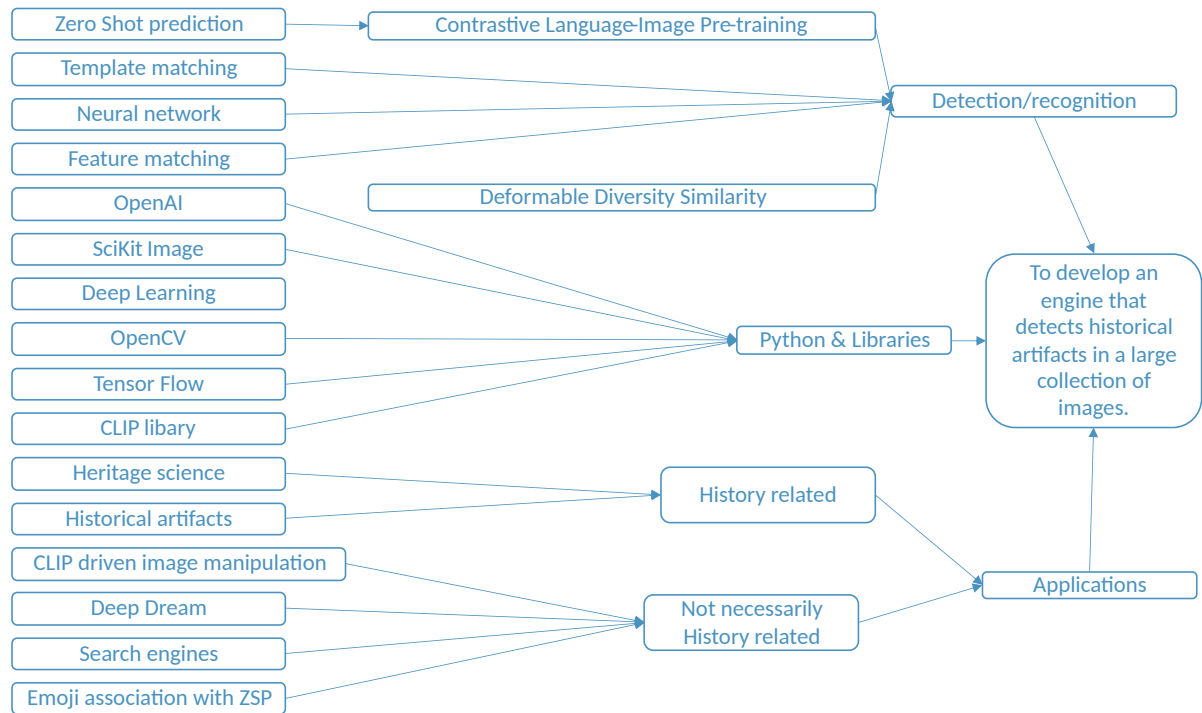 Zero Shot prediction
Contrastive Language-Image Pre-training
Template matching
Detection/recognition
Neural network
Feature matching
OpenAI
Deformable Diversity Similarity
SciKit Image
Deep Learning
OpenCV
Python & Libraries
Tensor Flow
CLIP libary
To develop an
engine that
detects historical
artifacts in a large
collection of
images.
Heritage science
History related
Historical artifacts
CLIP driven image manipulation
Applications
Deep Dream
Not necessarily
History related
Search engines
Emoji association with ZSP